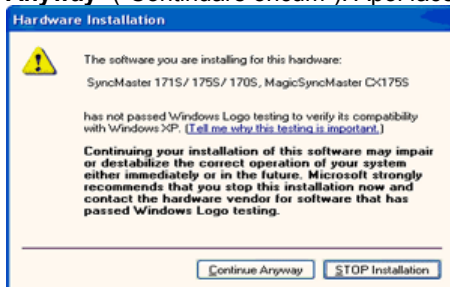 Anyway
Hardware Installation
The software you are installing for this hardware:
SyncMaster 171S/ 175S/ 170S, MagicSyncMaster CX175S
has not passed Windows Logo testing to verify its compatibility
with Windows XP. (Tell me why this testing is important.)
Continuing your installation of this software may impair
or destabilize the correct operation of your system
either immediately or in the future. Microsoft strongly
recommends that you stop this installation now and
contact the hardware vendor for software that has
passed Windows Logo testing.
Continue Anyway
STOP Installation